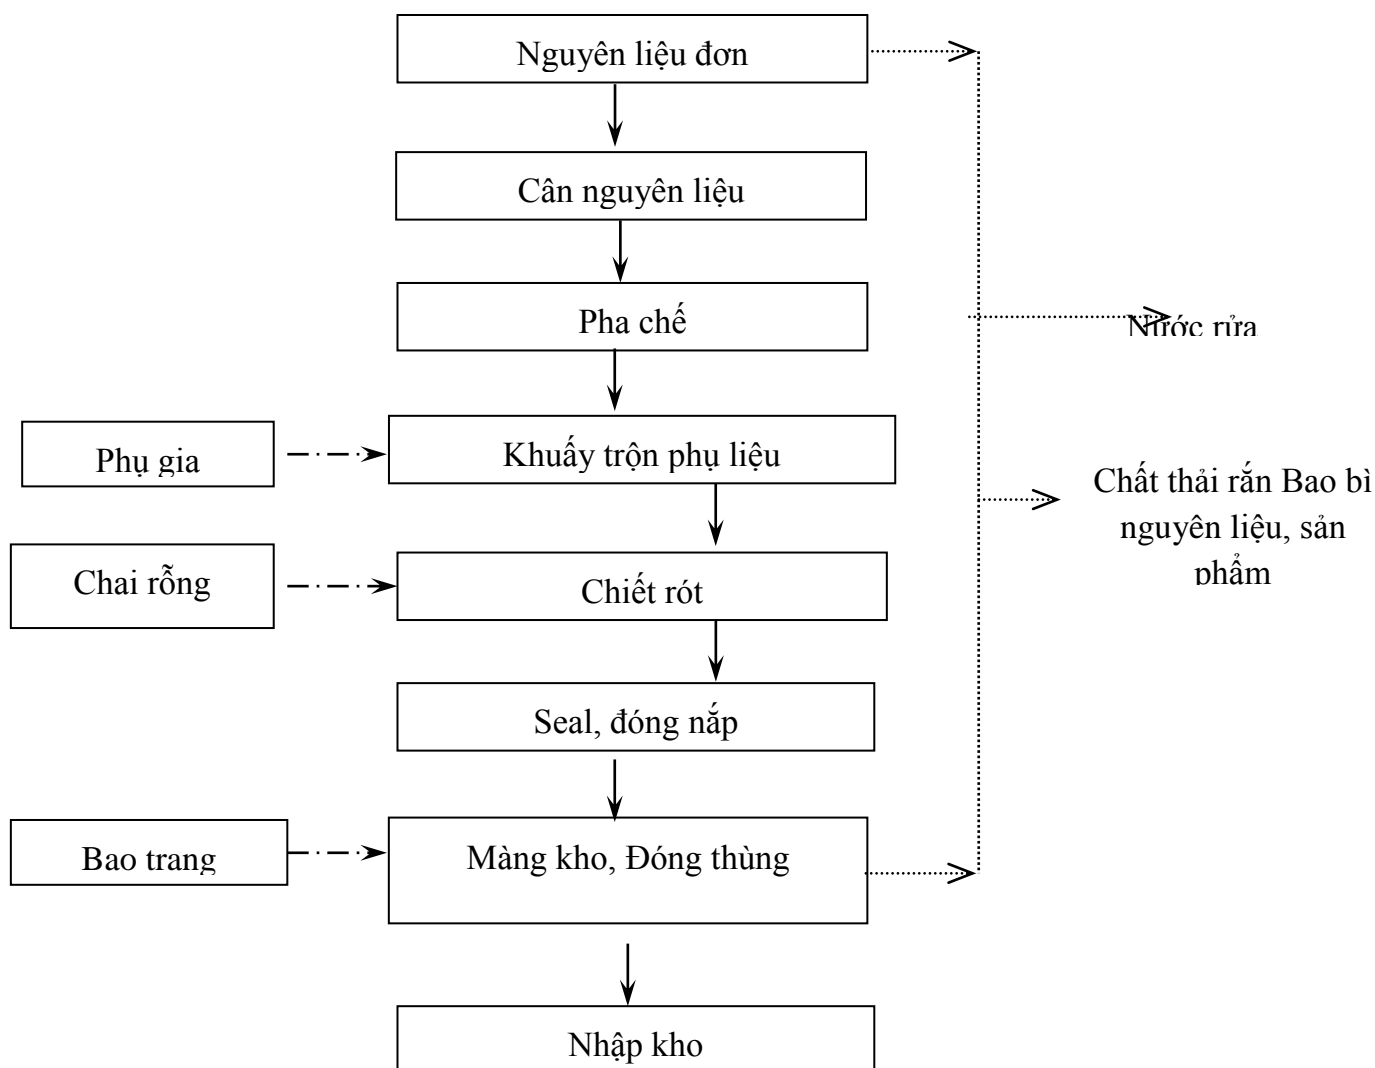 Nguyên liệu đơn
Cân nguyên liệu
Pha chế
Nước rửa
Phụ gia
Khuấy trộn phụ liệu
Chất thải rắn Bao bì
nguyên liệu, sản
phẩm
Chai rỗng
Chiết rót
Seal, đóng nắp
Bao trang
Màng kho, Đóng thùng
Nhập kho